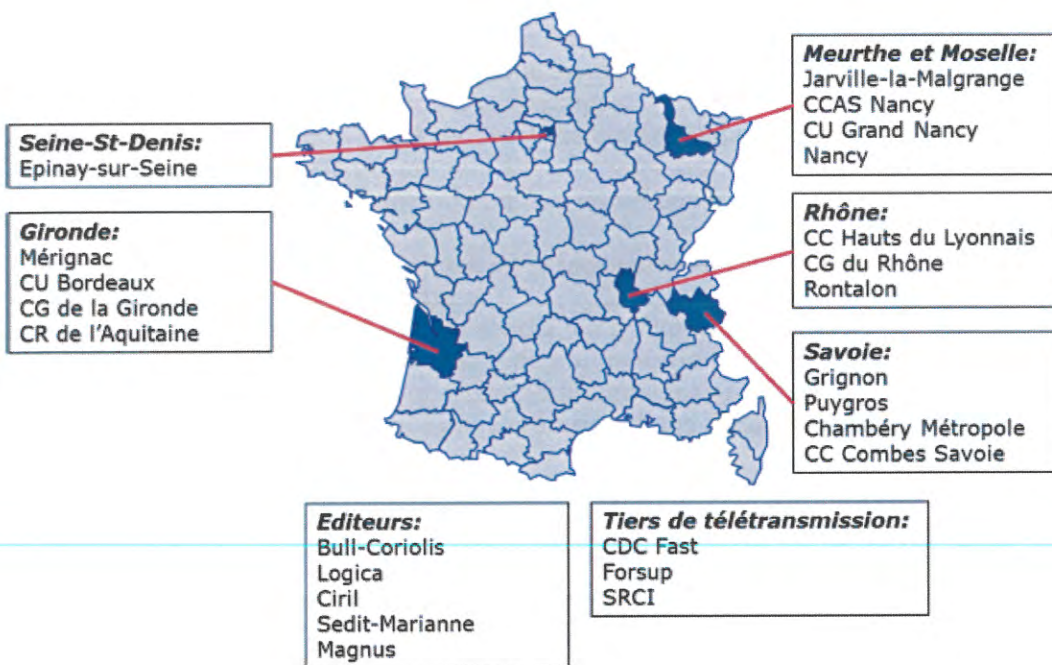 Seine-St-Denis:
Epinay-sur-Seine
Gironde:
Mérignac
CU Bordeaux
CG de la Gironde
CR de l'Aquitaine
Meurthe et Moselle:
Jarville-la-Malgrange
CCAS Nancy
CU Grand Nancy
Nancy
Rhône:
CC Hauts du Lyonnais
CG du Rhône
Rontalon
Savoie:
Grignon
Puygros
Chambéry Métropole
CC Combes Savoie
Editeurs:
Bull-Coriolis
Logica
Ciril
Sedit-Marianne
Magnus
Tiers de télétransmission:
CDC Fast
Forsup
SRCI